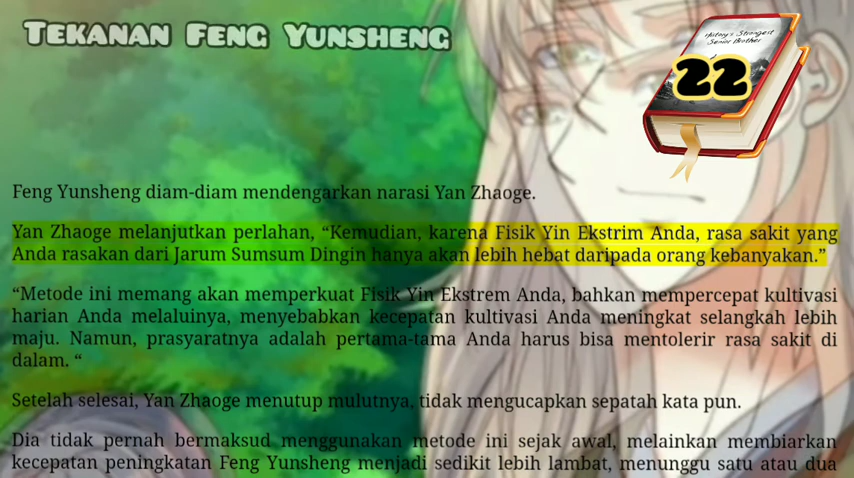 Tekanan Feng Yunsheng
History's Strongest
Senior Brother
22
Feng Yunsheng diam-diam mendengarkan narasi Yan Zhaoge.
Yan Zhaoge melanjutkan perlahan, “Kemudian, karena Fisik Yin Ekstrim Anda, rasa sakit yang
Anda rasakan dari Jarum Sumsum Dingin hanya akan lebih hebat daripada orang kebanyakan.”
“Metode ini memang akan memperkuat Fisik Yin Ekstrem Anda, bahkan mempercepat kultivasi
harian Anda melaluinya, menyebabkan kecepatan kultivasi Anda meningkat selangkah lebih
maju. Namun, prasyaratnya adalah pertama-tama Anda harus bisa mentolerir rasa sakit di
dalam. “
Setelah selesai, Yan Zhaoge menutup mulutnya, tidak mengucapkan sepatah kata pun.
Dia tidak pernah bermaksud menggunakan metode ini sejak awal, melainkan membiarkan
kecepatan peningkatan Feng Yunsheng menjadi sedikit lebih lambat, menunggu satu atau dua